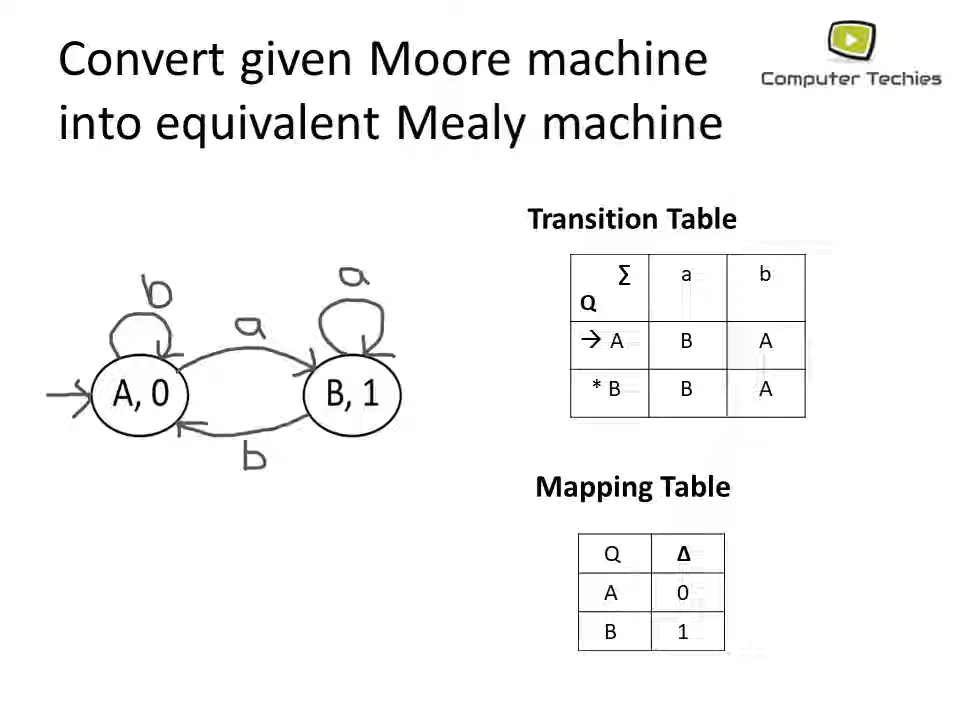 Convert given Moore machine
into equivalent Mealy machine
Computer Techies
Transition Table
Σ a b
Q
→ A B A
* B B A
b
a
a
A, 0
B, 1
b
Mapping Table
Q Δ
A 0
B 1